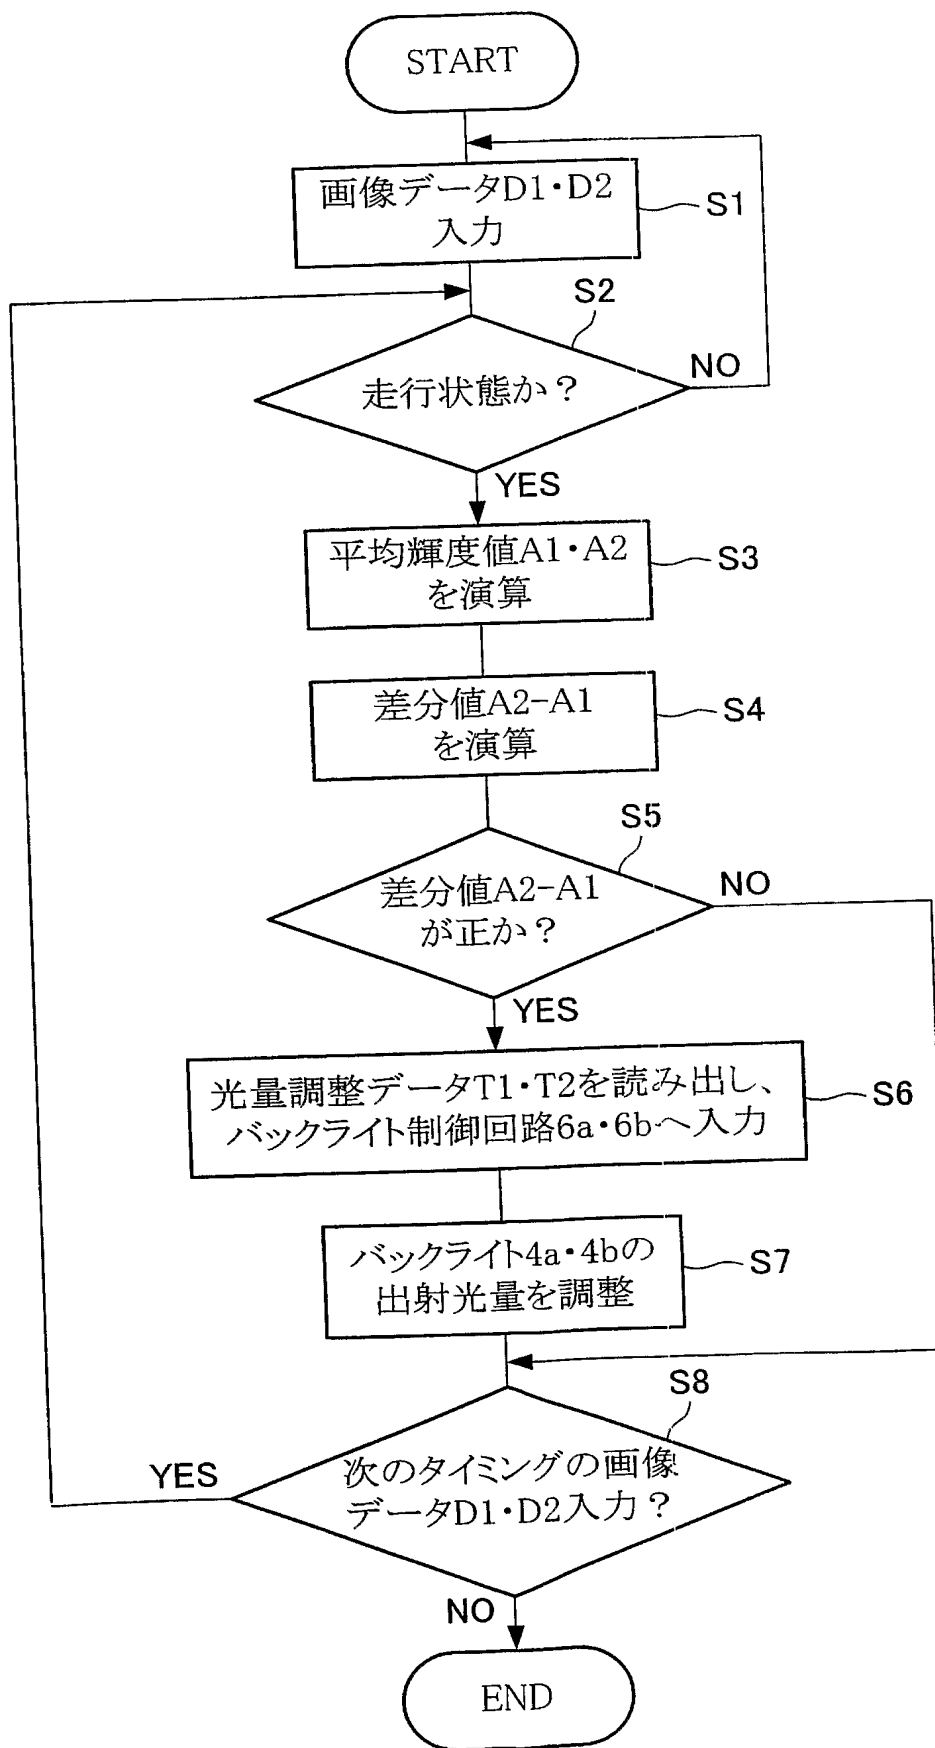 START
画像データD1・D2
入力
S1
S2
走行状態か？
NO
YES
平均輝度値A1・A2
を演算
S3
差分値A2-A1
を演算
S4
S5
差分値A2-A1
が正か？
NO
YES
光量調整データT1・T2を読み出し、
バックライト制御回路6a・6bへ入力
S6
バックライト4a・4bの
出射光量を調整
S7
S8
次のタイミングの画像
データD1・D2入力？
YES
NO
END